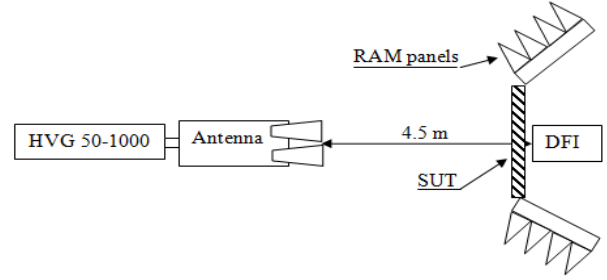 RAM panels
HVG 50-1000
Antenna
4.5 m
DFI
SUT